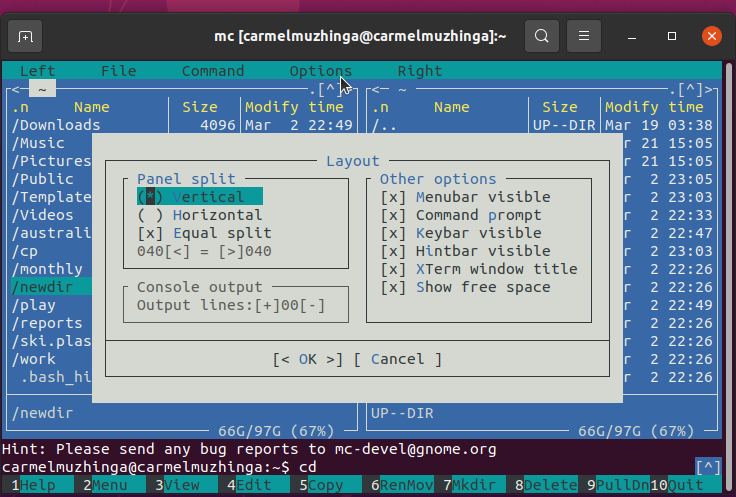 mc [carmelmuzhinga@carmelmuzhinga]:~
Left File Command Options Right
<— ~ .[^]> <— ~ .[^]>
.n Name Size Modify time .n Name Size Modify time
/Downloads 4096 Mar 2 22:49 /.. UP--DIR Mar 19 03:38
/Music r 21 15:05
/Pictures r 21 15:05
/Public r 2 23:05
/Template r 2 23:03
/Videos r 2 22:33
/australi r 2 22:47
/cp r 2 23:03
/monthly r 2 22:26
/newdir r 2 22:26
/play r 2 22:49
/reports r 2 22:26
/ski.plas r 2 22:26
/work r 2 22:26
.bash_hi r 2 22:26
Layout
Panel split
(*) Vertical
( ) Horizontal
[x] Equal split
040[<] = [>]040
Console output
Output lines:[+]00[-]
Other options
[x] Menubar visible
[x] Command prompt
[x] Keybar visible
[x] Hintbar visible
[x] XTerm window title
[x] Show free space
[< OK >] [ Cancel ]
/newdir UP--DIR
66G/97G (67%) 66G/97G (67%)
Hint: Please send any bug reports to mc-devel@gnome.org
carmelmuzhinga@carmelmuzhinga:~$ cd [^]
1Help 2Menu 3View 4Edit 5Copy 6RenMov 7Mkdir 8Delete 9PullDn 10Quit